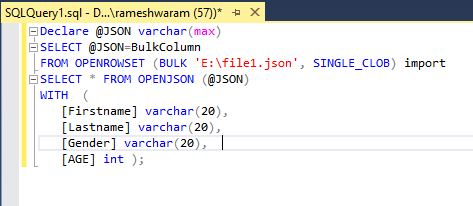 SQLQuery1.sql - D...\rameshwaram (57))*
Declare @JSON varchar(max)
SELECT @JSON=BulkColumn
FROM OPENROWSET (BULK 'E:\file1.json', SINGLE_CLOB) import
SELECT * FROM OPENJSON (@JSON)
WITH (
[Firstname] varchar(20),
[Lastname] varchar(20),
[Gender] varchar(20),
[AGE] int );